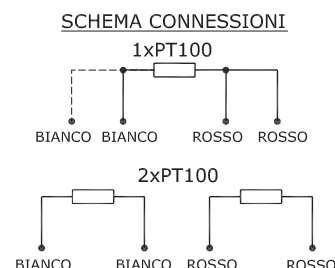 SCHEMA CONNESSIONI
1xPT100
BIANCO BIANCO ROSSO ROSSO
2xPT100
BIANCO BIANCO ROSSO ROSSO